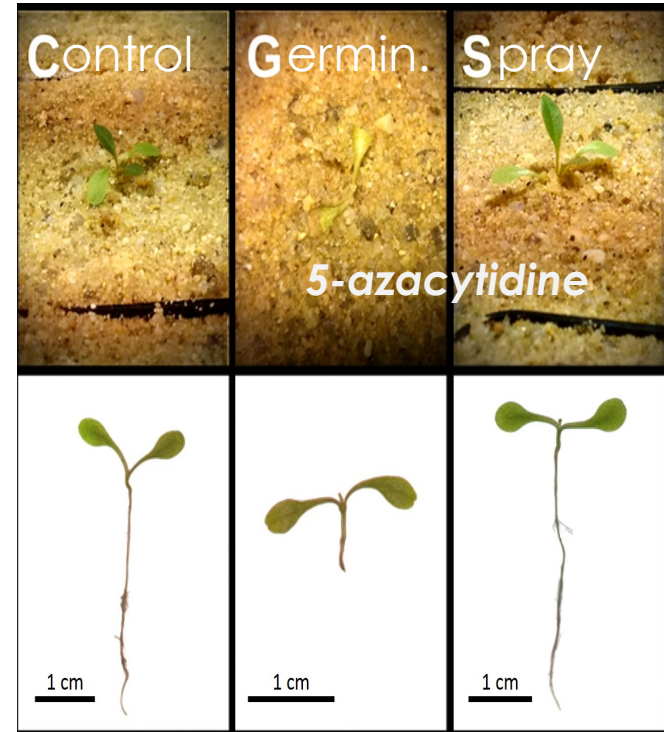 Control
Germin.
Spray
5-azacytidine
1 cm
1 cm
1 cm